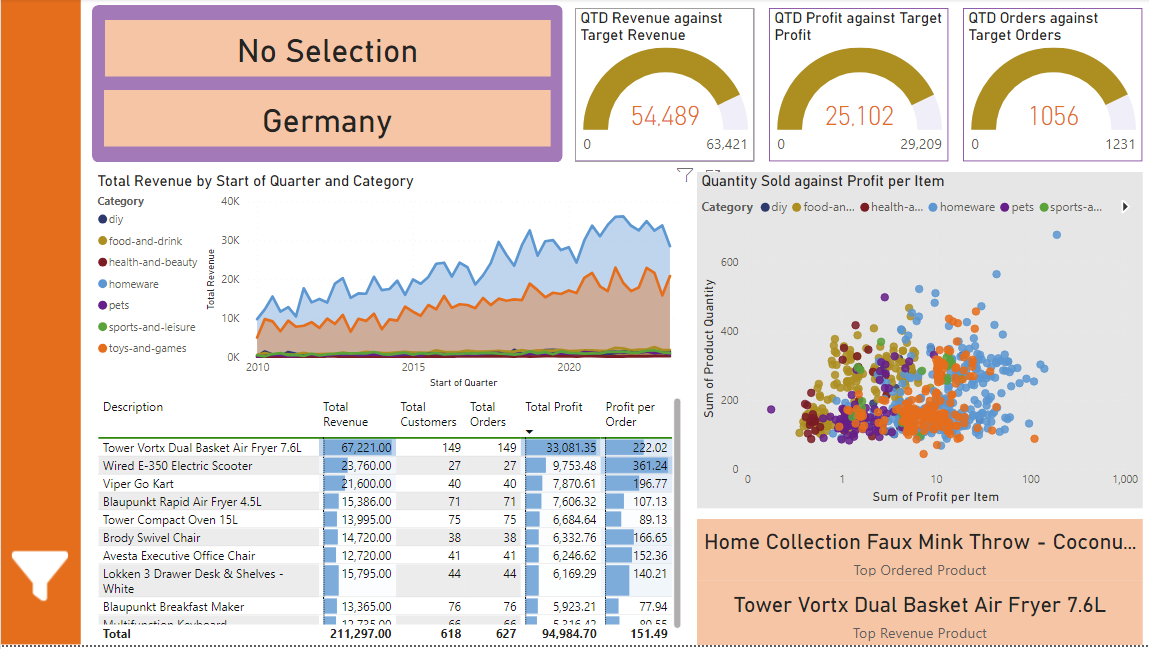 No Selection
Germany
QTD Revenue against
Target Revenue
54.489
0
63,421
QTD Profit against Target
Profit
25.102
0
29,209
QTD Orders against
Target Orders
1056
0
1231
Total Revenue by Start of Quarter and Category
Category
diy
food-and-drink
health-and-beauty
homeware
pets
sports-and-leisure
toys-and-games
Total Revenue
40K
30K
20K
10K
0K
2010
2015
2020
Start of Quarter
Quantity Sold against Profit per Item
Category diy food-an... health-a... homeware pets sports-a...
Sum of Product Quantity
600
400
200
0
0
1
10
100
1,000
Sum of Profit per Item
Description Total Revenue Total Customers Total Orders Total Profit Profit per Order
Tower Vortx Dual Basket Air Fryer 7.6L 67,221.00 149 149 33,081.35 222.02
Wired E-350 Electric Scooter 23,760.00 27 27 9,753.48 361.24
Viper Go Kart 21,600.00 40 40 7,870.61 196.77
Blaupunkt Rapid Air Fryer 4.5L 15,386.00 71 71 7,606.32 107.13
Tower Compact Oven 15L 13,995.00 75 75 6,684.64 89.13
Brody Swivel Chair 14,720.00 38 38 6,332.76 166.65
Avesta Executive Office Chair 12,720.00 41 41 6,246.62 152.36
Lokken 3 Drawer Desk & Shelves - 15,795.00 44 44 6,169.29 140.21
White
Blaupunkt Breakfast Maker 13,365.00 76 76 5,923.21 77.94
Total 211,297.00 618 627 94,984.70 151.49
Home Collection Faux Mink Throw - Coconu...
Top Ordered Product
Tower Vortx Dual Basket Air Fryer 7.6L
Top Revenue Product